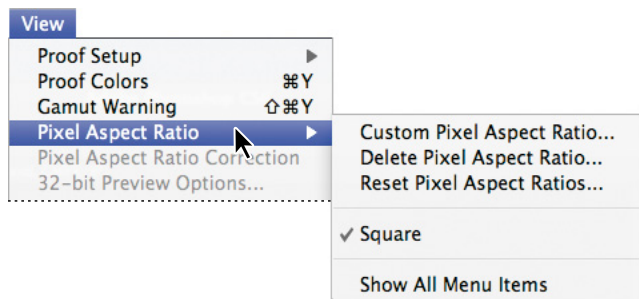 View
Proof Setup
Proof Colors ⌘Y
Gamut Warning ⇧⌘Y
Pixel Aspect Ratio
Pixel Aspect Ratio Correction
32-bit Preview Options...
Custom Pixel Aspect Ratio...
Delete Pixel Aspect Ratio...
Reset Pixel Aspect Ratios...
✓ Square
Show All Menu Items